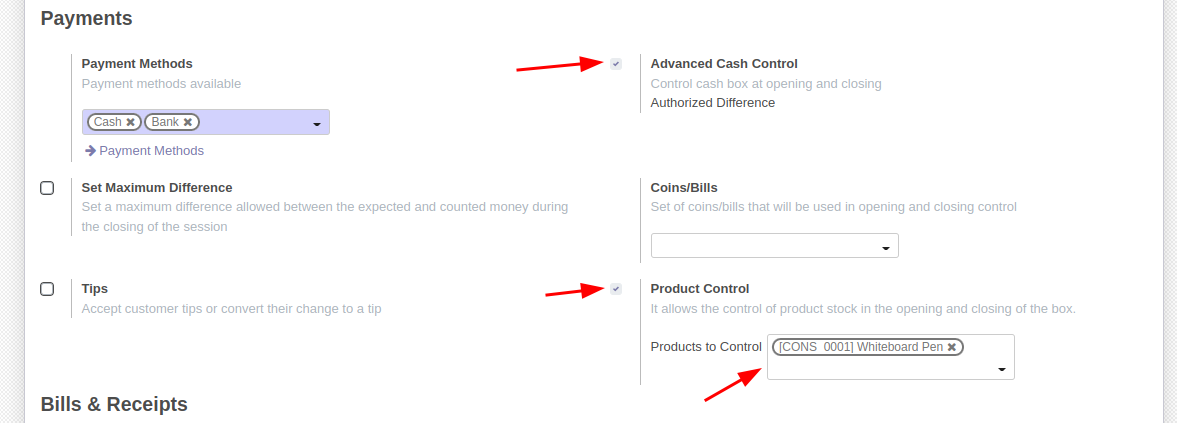 Payments
Payment Methods
Payment methods available
Cash Bank
Payment Methods
Advanced Cash Control
Control cash box at opening and closing
Authorized Difference
Set Maximum Difference
Set a maximum difference allowed between the expected and counted money during
the closing of the session
Coins/Bills
Set of coins/bills that will be used in opening and closing control
Tips
Accept customer tips or convert their change to a tip
Product Control
It allows the control of product stock in the opening and closing of the box.
Products to Control [CONS_0001] Whiteboard Pen
Bills & Receipts